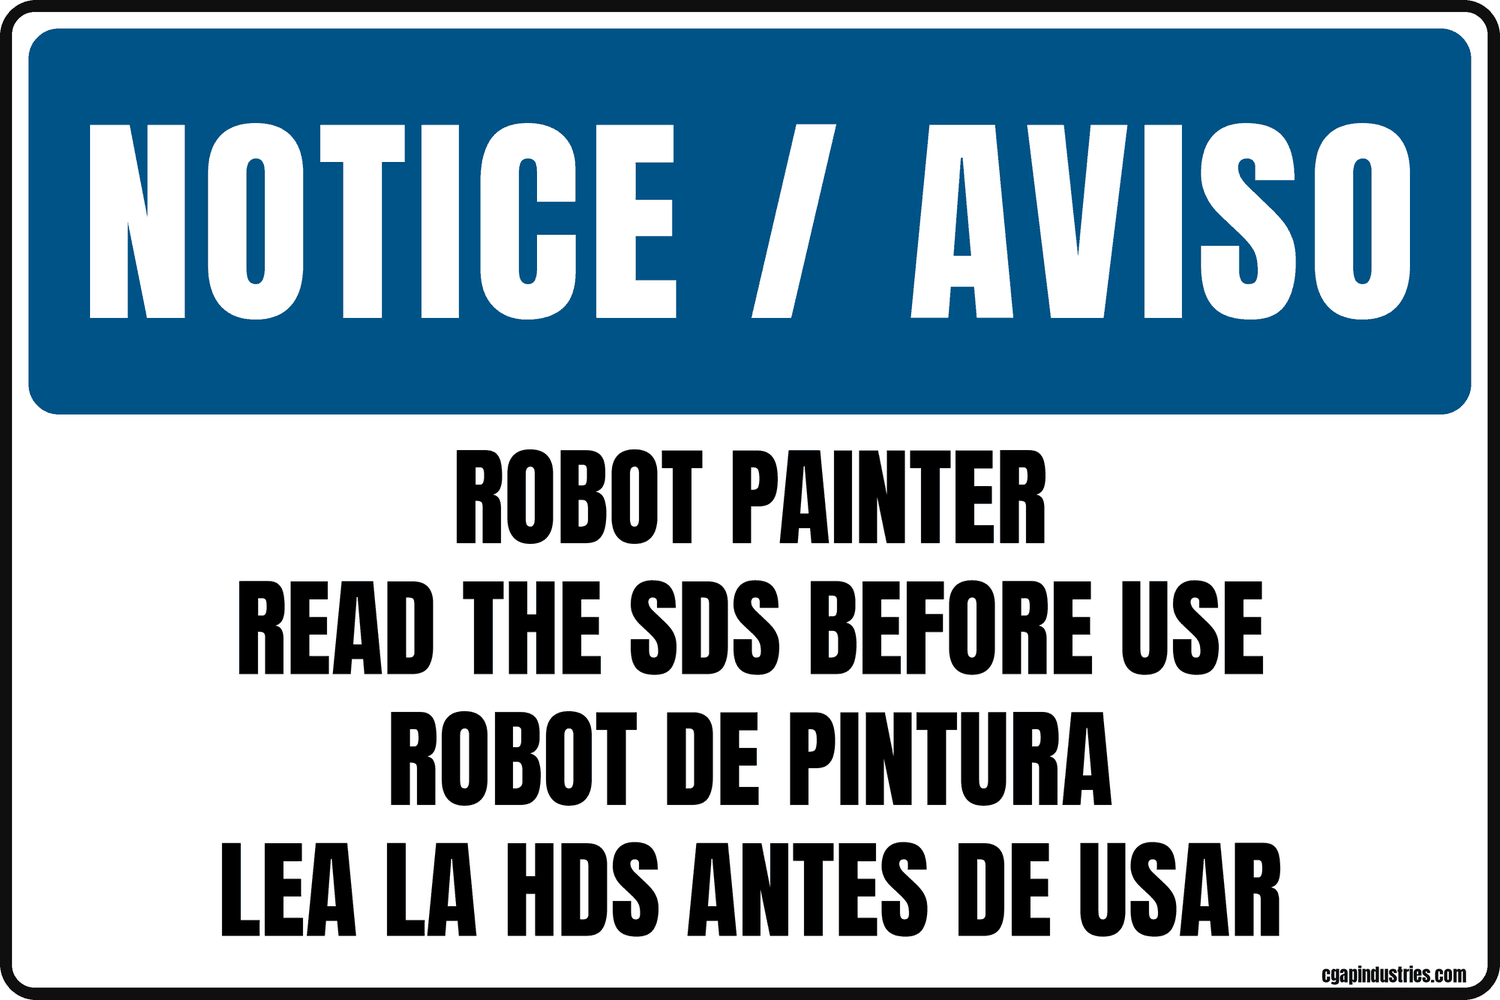 NOTICE / AVISO
ROBOT PAINTER
READ THE SDS BEFORE USE
ROBOT DE PINTURA
LEA LA HDS ANTES DE USAR
cgapindustries.com